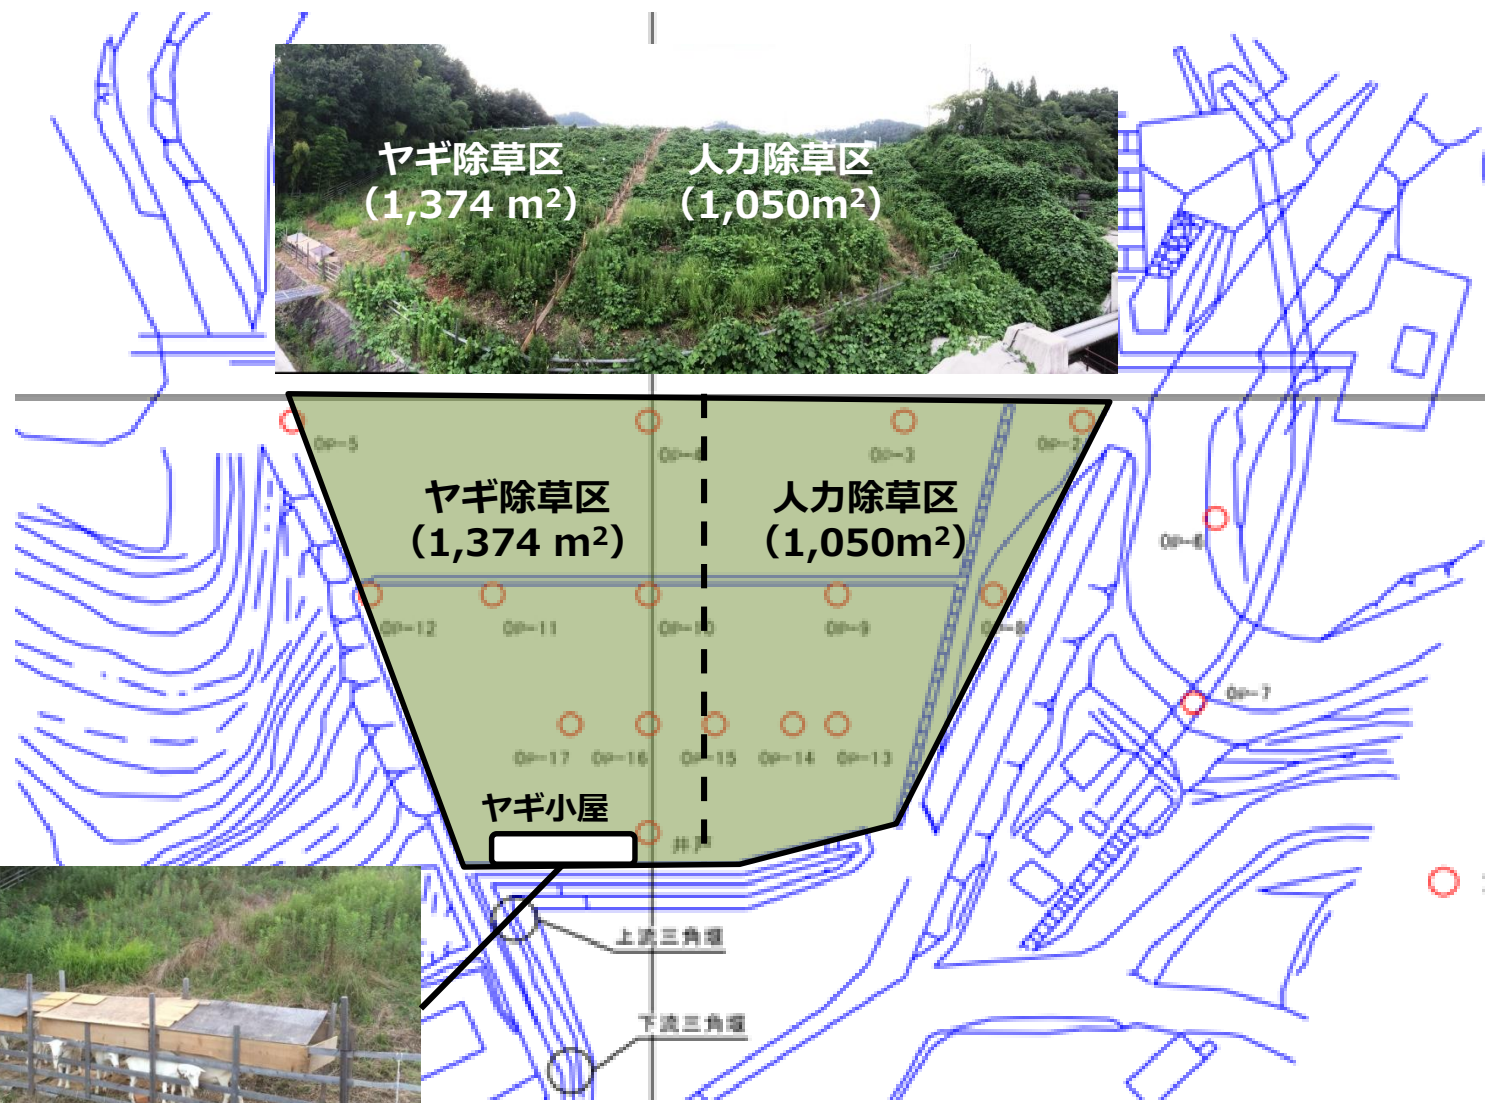 ヤギ除草区
（1,374 m²）
人力除草区
（1,050m²）
OP-5
OP-4
OP-3
OP-2
ヤギ除草区
（1,374 m²）
人力除草区
（1,050m²）
OP-6
OP-12
OP-11
OP-10
OP-9
OP-8
OP-7
OP-17
OP-16
OP-15
OP-14
OP-13
ヤギ小屋
井戸
上流三角堰
下流三角堰